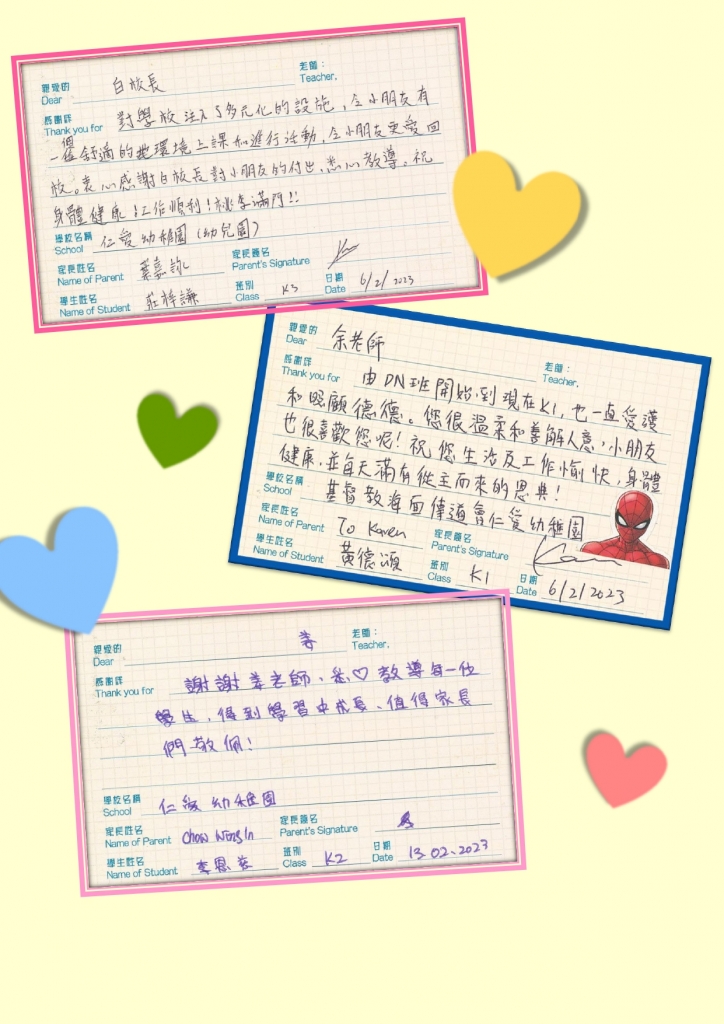 親愛的 老師：
Dear 白校長 Teacher,
感謝詳
Thank you for 對學校注入了多元化的設施，令小朋友有
一個舒適的環境上課和進行活動，令小朋友更愛回
校。衷心感謝白校長對小朋友的付出，悉心教導。祝
身體健康！工作順利！桃李滿門!!
學校名稱
School 仁愛幼稚園（幼兒園）
家長姓名 家長簽名
Name of Parent 葉嘉詠 Parent's Signature
學生姓名 班別 日期
Name of Student 莊梓謙 Class K3 Date 6/2/2023
親愛的 老師：
Dear 余老師 Teacher,
感謝詳
Thank you for 由DN班開始，到現在K1，也一直愛護
和照顧德德。您很溫柔和善解人意，小朋友
也很喜歡您呢！祝您生活及工作愉快，身體
健康，並每天滿有從主而來的恩典！
學校名稱
School 基督教海面傳道會仁愛幼稚園
家長姓名 家長簽名
Name of Parent To Karen Parent's Signature
學生姓名 班別 日期
Name of Student 黃德頌 Class K1 Date 6/2/2023
親愛的 老師：
Dear 姜 Teacher,
感謝詳
Thank you for 謝謝姜老師、悉♡教導每一位
學生，得到學習中成長、值得家長
們敬佩！
學校名稱
School 仁愛幼稚園
家長姓名 家長簽名
Name of Parent Chow Wing In Parent's Signature
學生姓名 班別 日期
Name of Student 李恩 Class K2 Date 13.02.2023